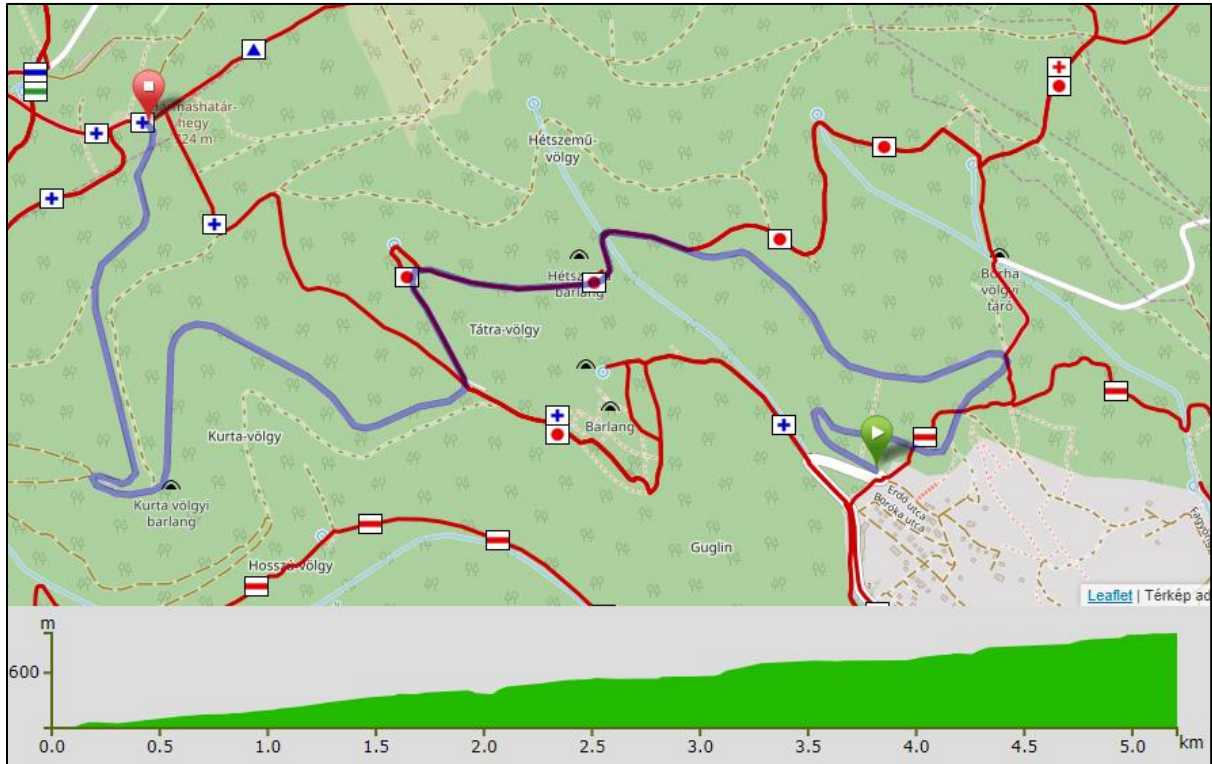 hegy
724 m
Hétszemű-
völgy
barlang
Borha
völgyi
táró
Tátra-völgy
Barlang
Kurta-völgy
Kurta völgyi
barlang
Erdő utca
Boróka utca
Guglin
Hosszú-völgy
Leaflet | Térkép ad
m
600
0.0 0.5 1.0 1.5 2.0 2.5 3.0 3.5 4.0 4.5 5.0 km